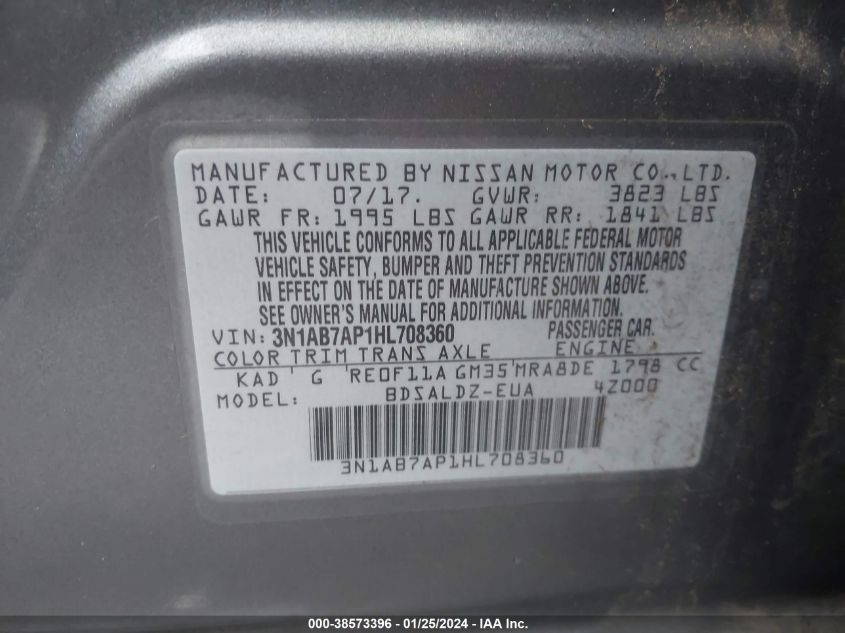 MANUFACTURED BY NISSAN MOTOR CO.,LTD.
DATE: 07/17. GVWR: 3823 LBS
GAWR FR: 1995 LBS GAWR RR: 1841 LBS
THIS VEHICLE CONFORMS TO ALL APPLICABLE FEDERAL MOTOR
VEHICLE SAFETY, BUMPER AND THEFT PREVENTION STANDARDS
IN EFFECT ON THE DATE OF MANUFACTURE SHOWN ABOVE.
SEE OWNER'S MANUAL FOR ADDITIONAL INFORMATION.
VIN: 3N1AB7AP1HL708360 PASSENGER CAR.
COLOR TRIM TRANS AXLE ENGINE
KAD ' G 'RE0F11A GM35'MRA8DE 1798 CC
MODEL: BDSALDZ-EUA 4Z000
3N1AB7AP1HL708360
000-38573396 - 01/25/2024 - IAA Inc.